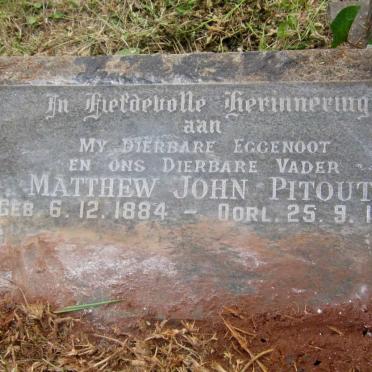 In Liefdevolle Herinnering
aan
MY DIERBARE EGGENOOT
EN ONS DIERBARE VADER
MATTHEW JOHN PITOUT
GEB 6.12.1884 – OORL. 25.9.1